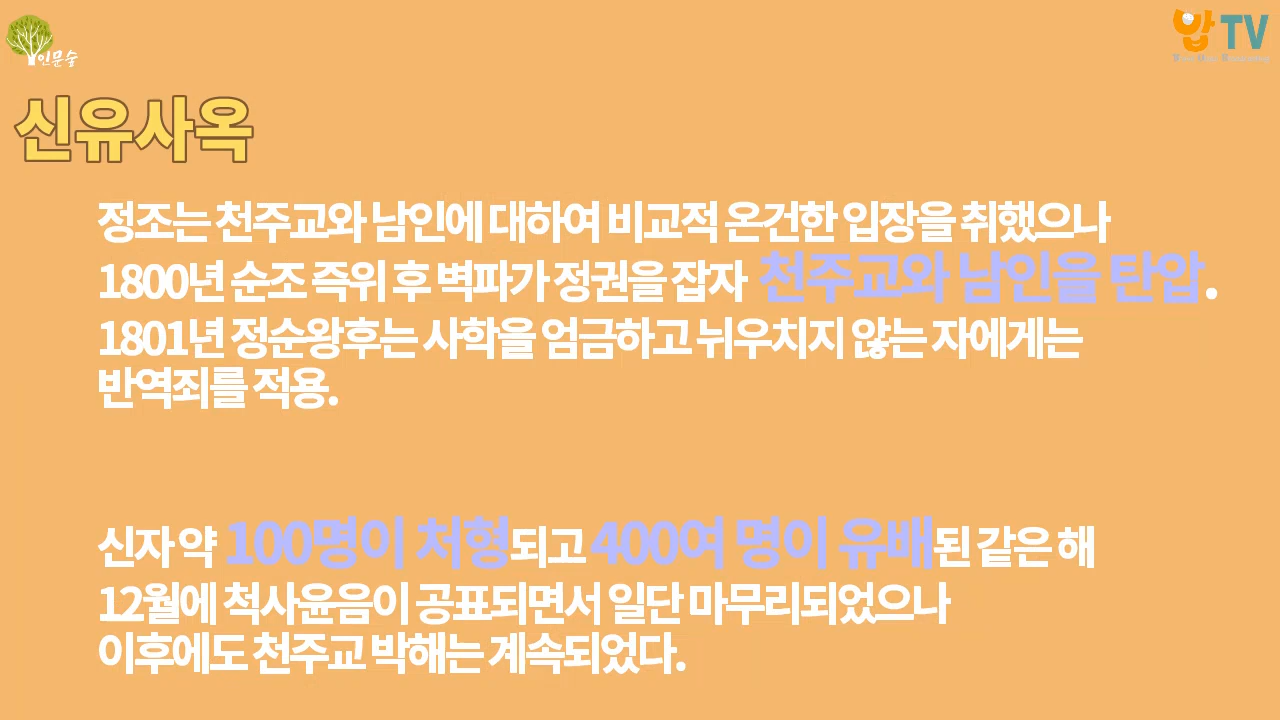 인문숲
압TV
신유사옥
정조는 천주교와 남인에 대하여 비교적 온건한 입장을 취했으나
1800년 순조 즉위 후 벽파가 정권을 잡자 천주교와 남인을 탄압.
1801년 정순왕후는 사학을 엄금하고 뉘우치지 않는 자에게는
반역죄를 적용.
신자 약 100명이 처형되고 400여 명이 유배된 같은 해
12월에 척사윤음이 공표되면서 일단 마무리되었으나
이후에도 천주교 박해는 계속되었다.